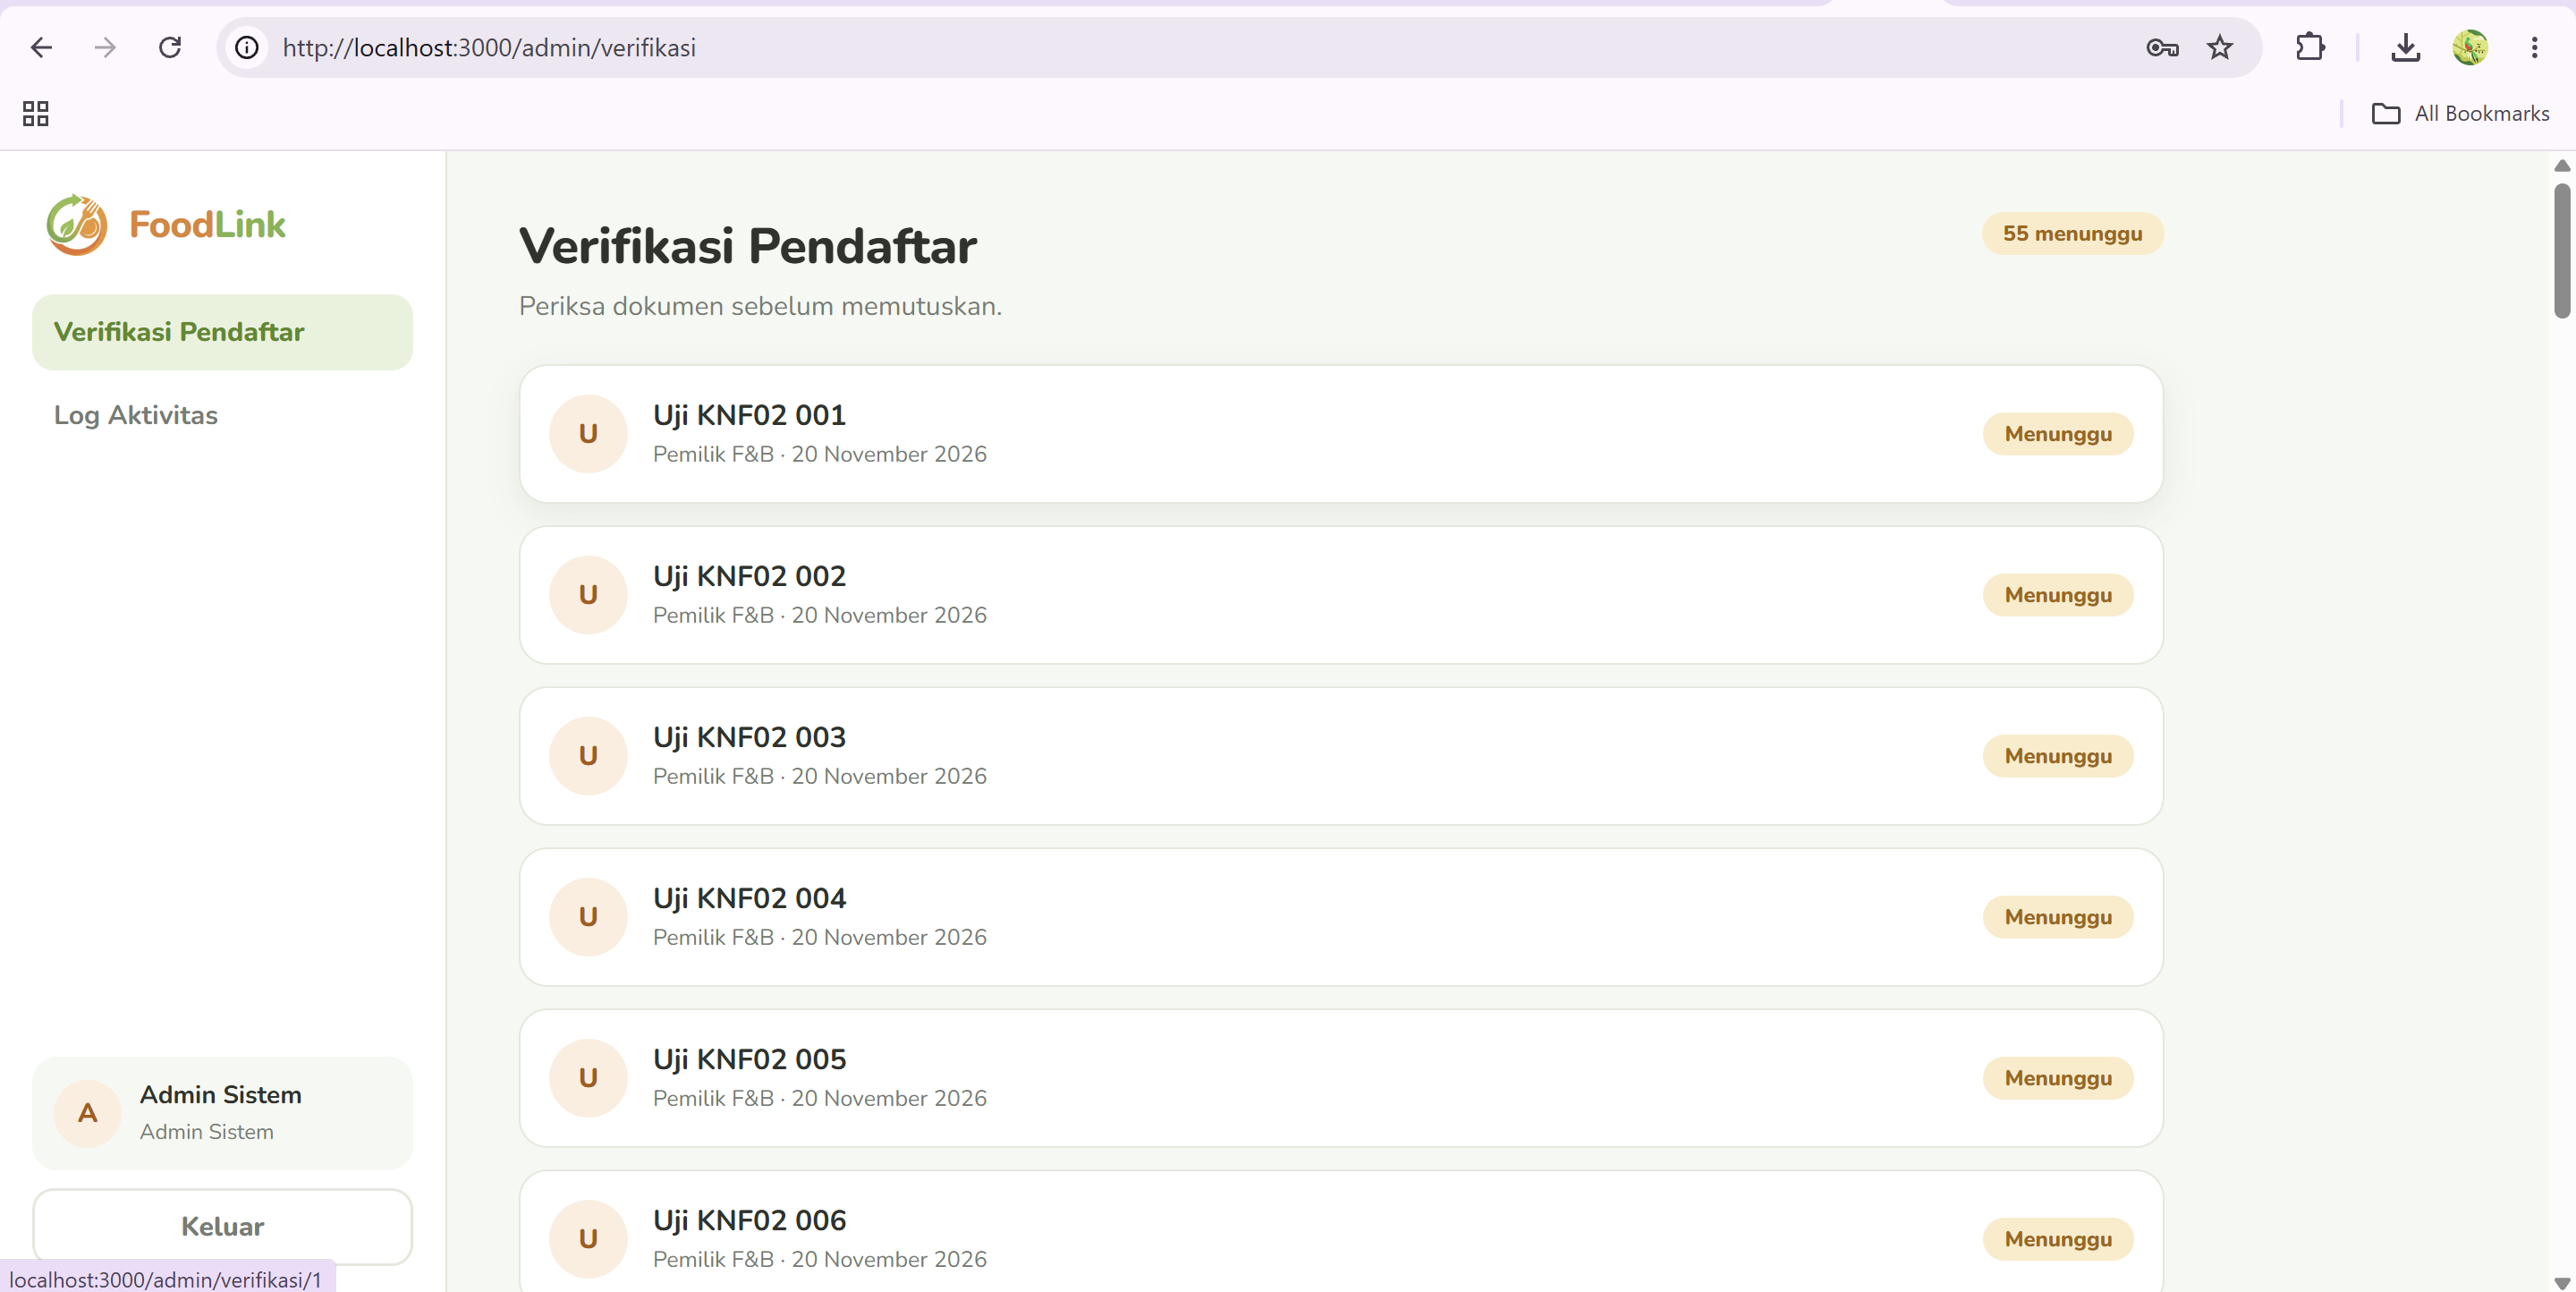 http://localhost:3000/admin/verifikasi
All Bookmarks
FoodLink
Verifikasi Pendaftar
Log Aktivitas
Admin Sistem
A
Admin Sistem
Keluar
localhost:3000/admin/verifikasi/1
Verifikasi Pendaftar
55 menunggu
Periksa dokumen sebelum memutuskan.
U
Uji KNF02 001
Pemilik F&B · 20 November 2026
Menunggu
U
Uji KNF02 002
Pemilik F&B · 20 November 2026
Menunggu
U
Uji KNF02 003
Pemilik F&B · 20 November 2026
Menunggu
U
Uji KNF02 004
Pemilik F&B · 20 November 2026
Menunggu
U
Uji KNF02 005
Pemilik F&B · 20 November 2026
Menunggu
U
Uji KNF02 006
Pemilik F&B · 20 November 2026
Menunggu